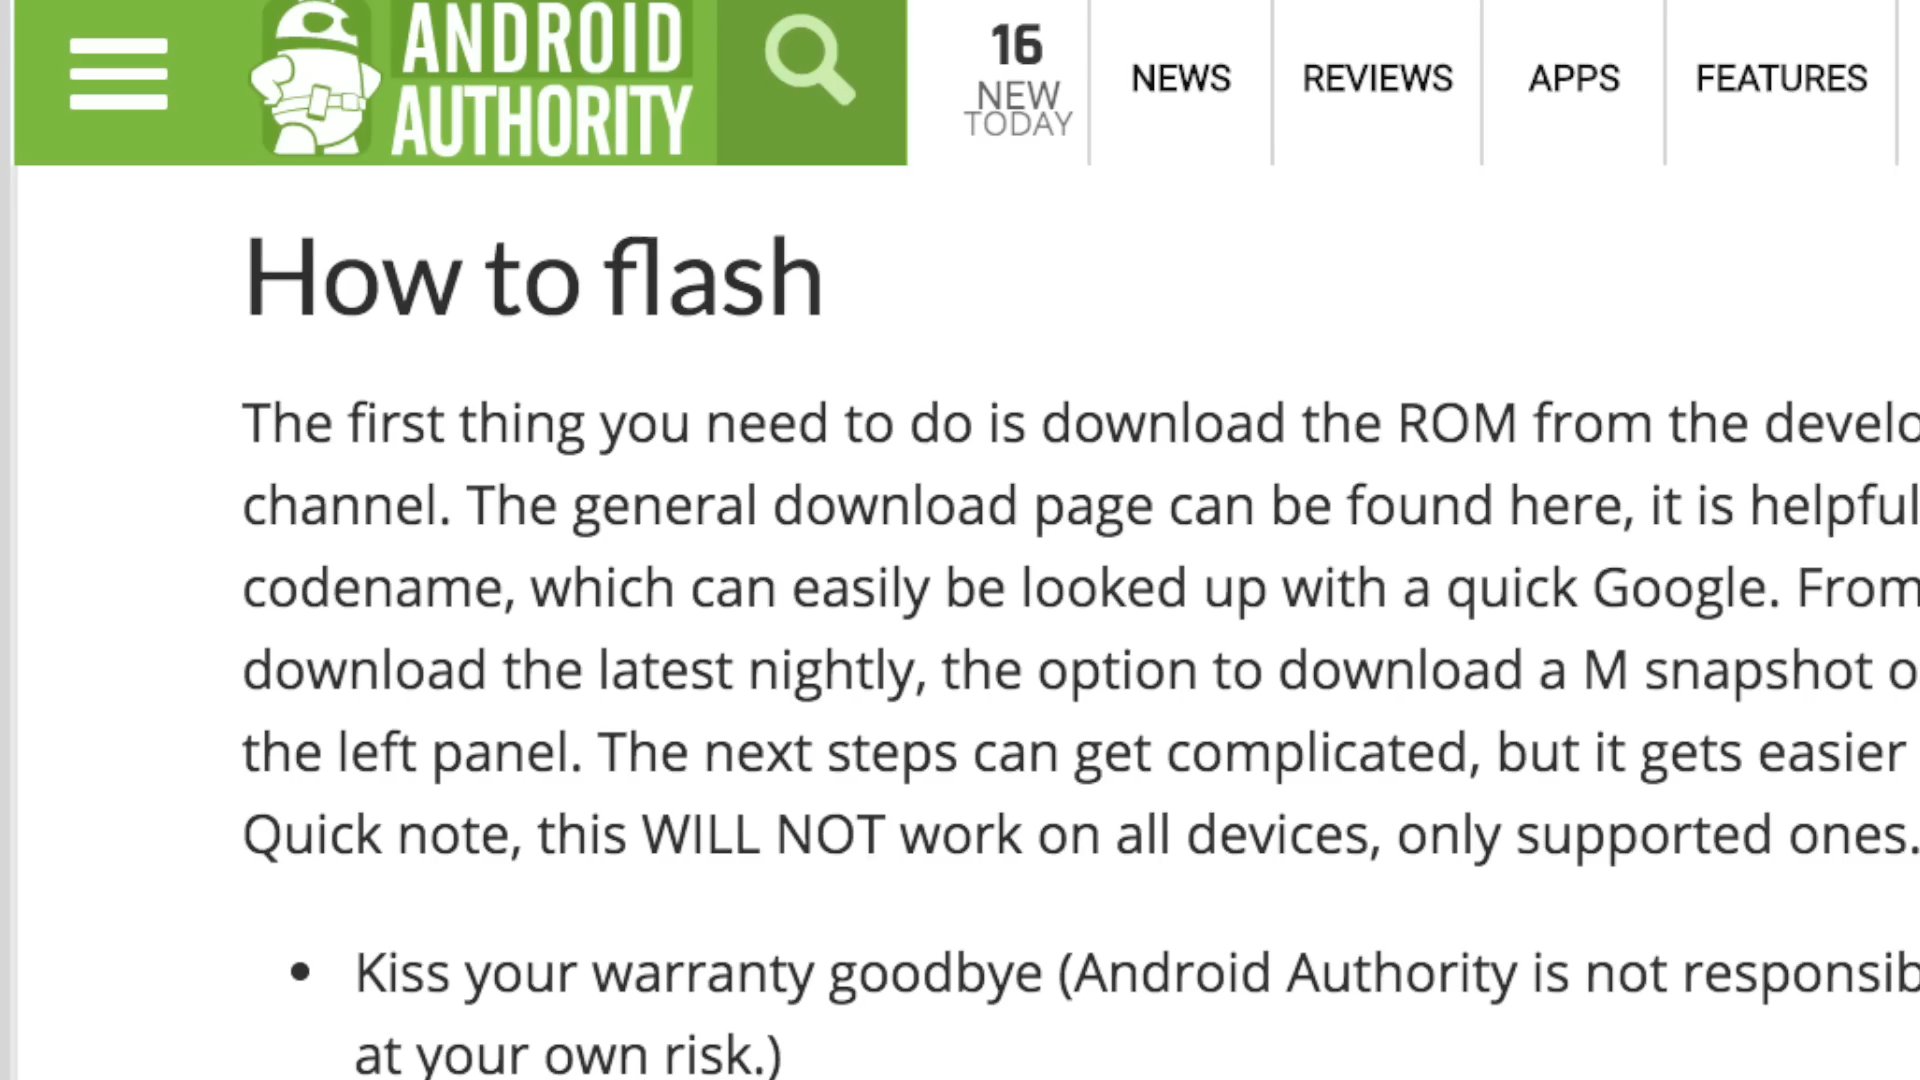 ANDROID
AUTHORITY
16
NEW
TODAY
NEWS
REVIEWS
APPS
FEATURES
How to flash
The first thing you need to do is download the ROM from the
channel. The general download page can be found here, it is helpful
codename, which can easily be looked up with a quick Google. From
download the latest nightly, the option to download a M snapshot
the left panel. The next steps can get complicated, but it gets easier
Quick note, this WILL NOT work on all devices, only supported ones.
• Kiss your warranty goodbye (Android Authority is not
at your own risk.)